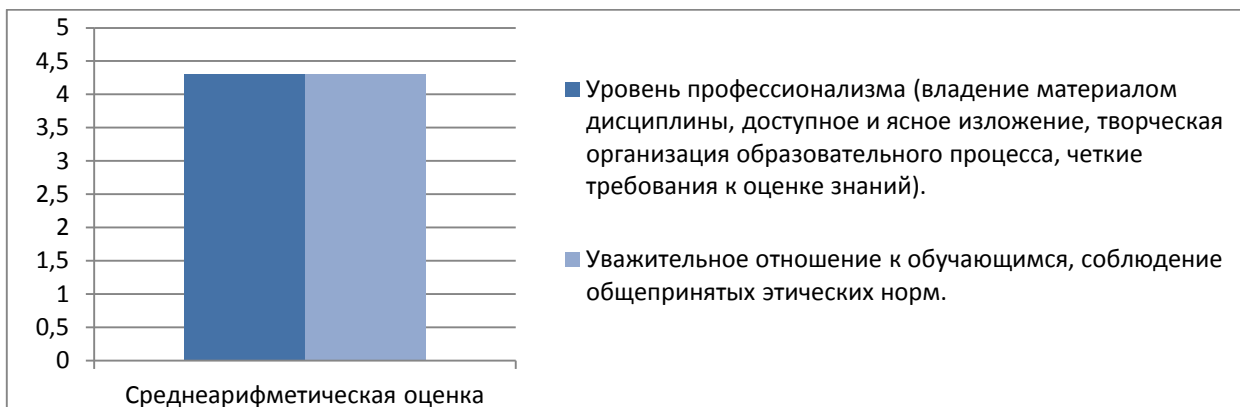 5
4,5
4
3,5
3
2,5
2
1,5
1
0,5
0
Среднеарифметическая оценка
Уровень профессионализма (владение материалом
дисциплины, доступное и ясное изложение, творческая
организация образовательного процесса, четкие
требования к оценке знаний).
Уважительное отношение к обучающимся, соблюдение
общепринятых этических норм.